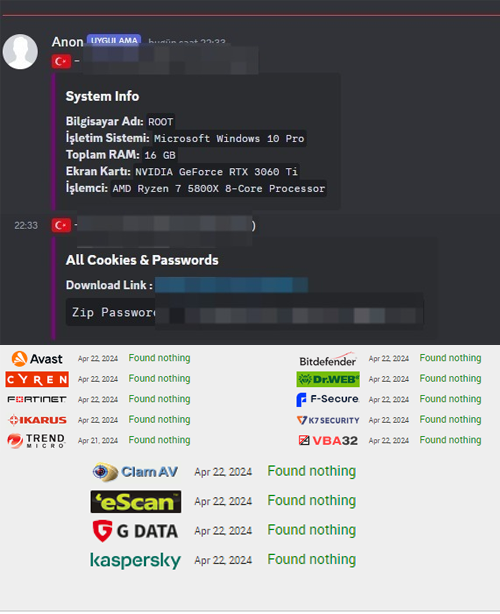 Anon UYGULAMA bugün saat 22:33
System Info
Bilgisayar Adı: ROOT
İşletim Sistemi: Microsoft Windows 10 Pro
Toplam RAM: 16 GB
Ekran Kartı: NVIDIA GeForce RTX 3060 Ti
İşlemci: AMD Ryzen 7 5800X 8-Core Processor
22:33 )
All Cookies & Passwords
Download Link :
Zip Password
Avast Apr 22, 2024 Found nothing
Bitdefender Apr 22, 2024 Found nothing
CYREN Apr 22, 2024 Found nothing
Dr.WEB Apr 22, 2024 Found nothing
FORTINET Apr 22, 2024 Found nothing
F-Secure Apr 22, 2024 Found nothing
IKARUS Apr 22, 2024 Found nothing
K7 SECURITY Apr 22, 2024 Found nothing
TREND MICRO Apr 21, 2024 Found nothing
VBA32 Apr 22, 2024 Found nothing
ClamAV Apr 22, 2024 Found nothing
eScan Apr 22, 2024 Found nothing
G DATA Apr 22, 2024 Found nothing
kaspersky Apr 22, 2024 Found nothing